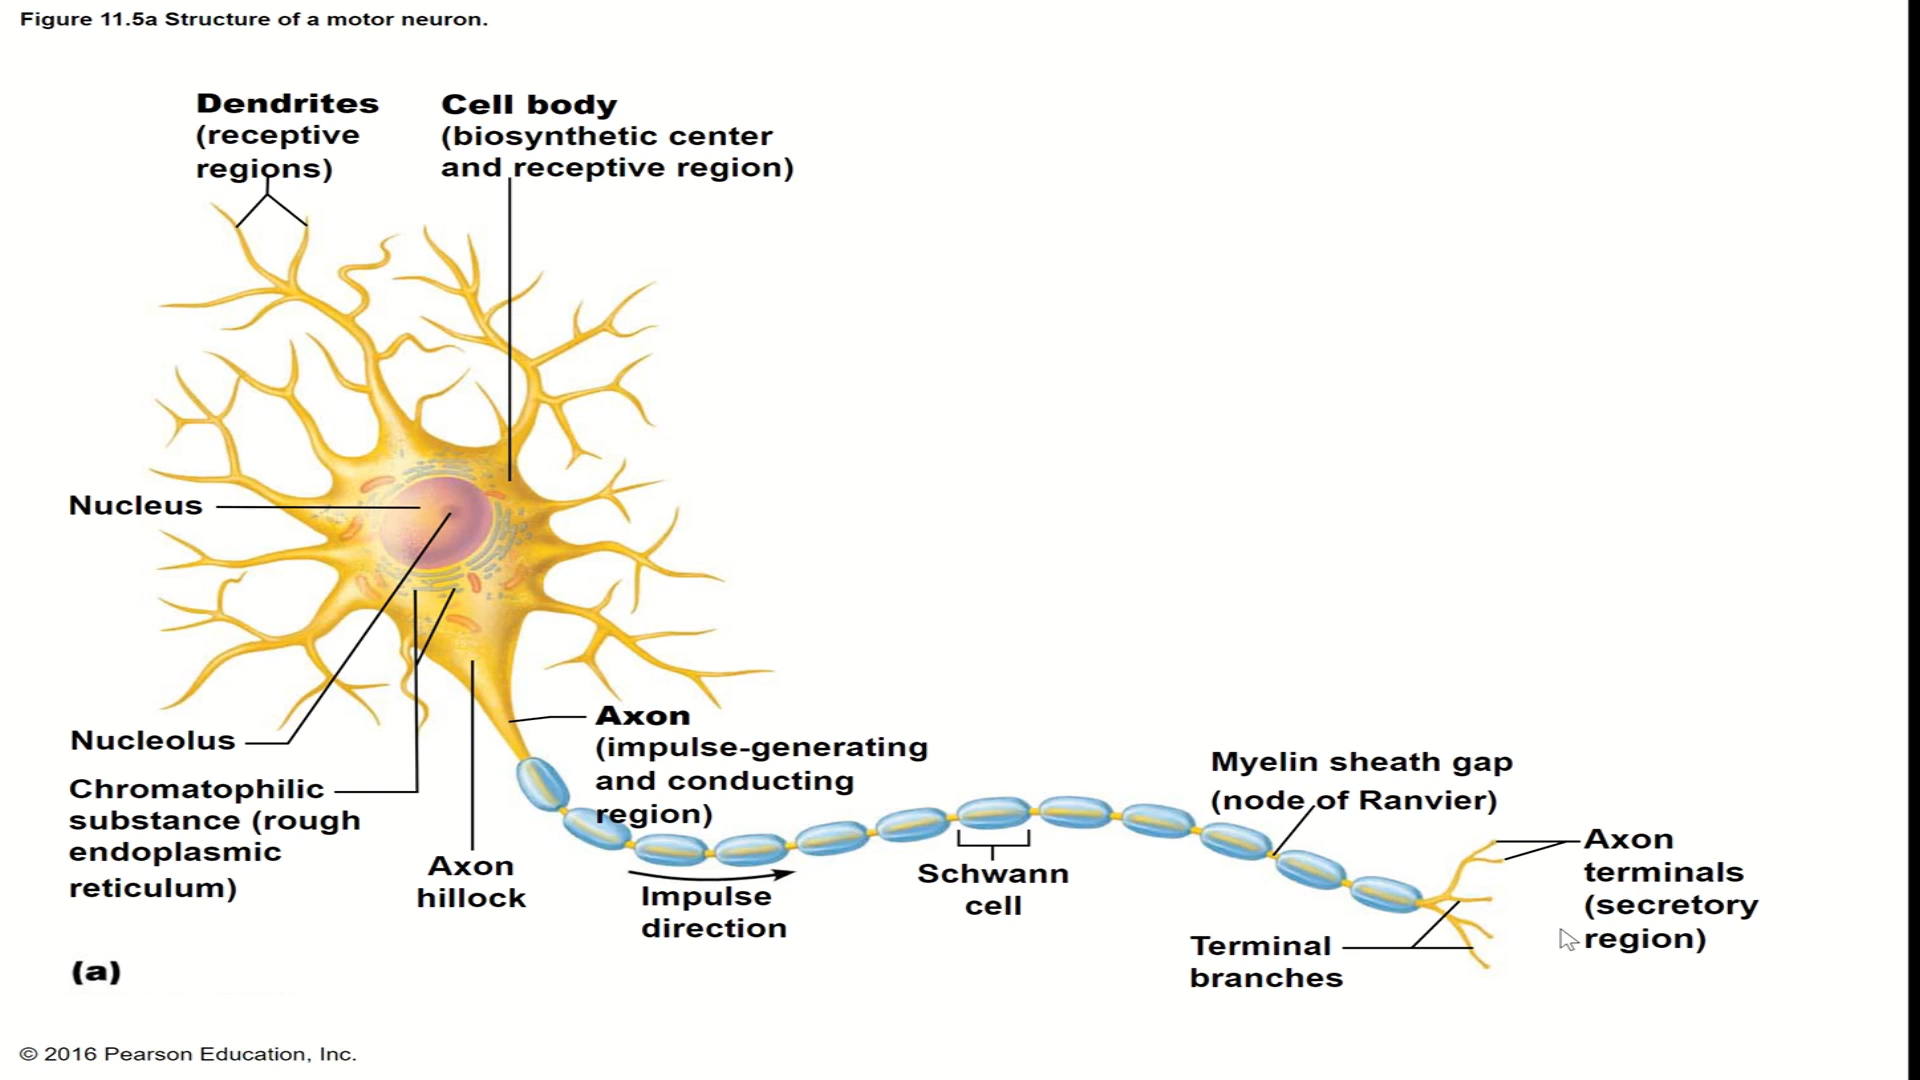 Figure 11.5a Structure of a motor neuron.
Dendrites
(receptive
regions)
Cell body
(biosynthetic center
and receptive region)
Nucleus
Nucleolus
Chromatophilic
substance (rough
endoplasmic
reticulum)
Axon
hillock
Axon
(impulse-generating
and conducting
region)
Impulse
direction
Schwann
cell
Myelin sheath gap
(node of Ranvier)
Terminal
branches
Axon
terminals
(secretory
region)
(a)
© 2016 Pearson Education, Inc.